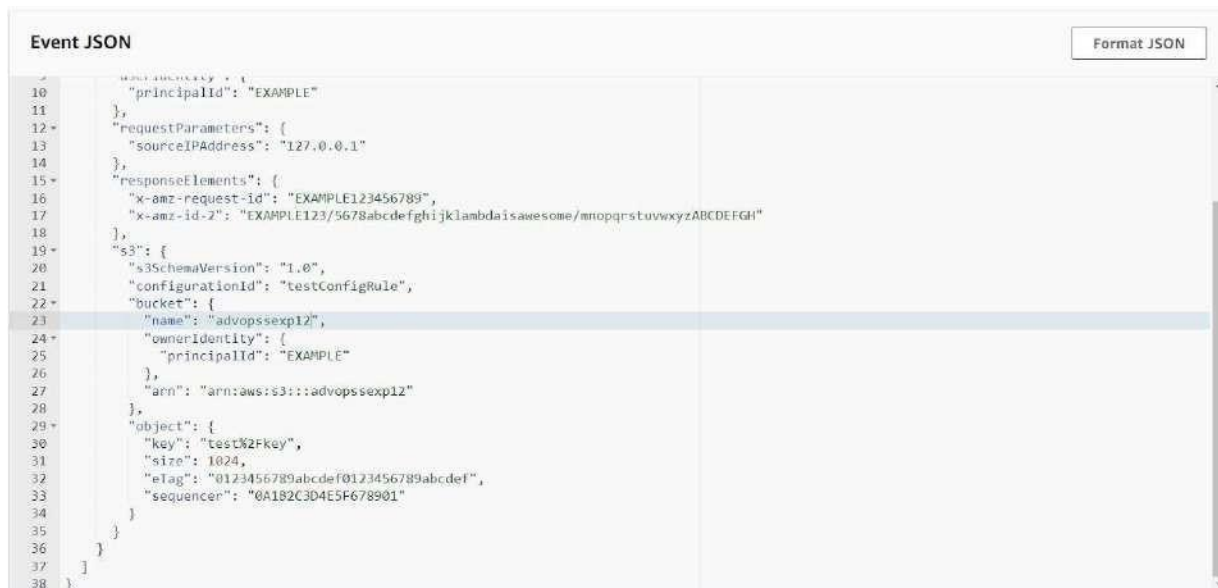 Event JSON
Format JSON
10 "principalId": "EXAMPLE"
11 },
12 "requestParameters": {
13 "sourceIPAddress": "127.0.0.1"
14 },
15 "responseElements": {
16 "x-amz-request-id": "EXAMPLE123456789",
17 "x-amz-id-2": "EXAMPLE123/5678abcdefghijklambdaisawesome/mnopqrstuvwxyzABCDEFGH"
18 },
19 "s3": {
20 "s3SchemaVersion": "1.0",
21 "configurationId": "testConfigRule",
22 "bucket": {
23 "name": "advopssexp12",
24 "ownerIdentity": {
25 "principalId": "EXAMPLE"
26 },
27 "arn": "arn:aws:s3:::advopssexp12"
28 },
29 "object": {
30 "key": "test%2Fkey",
31 "size": 1024,
32 "eTag": "0123456789abcdef0123456789abcdef",
33 "sequencer": "0A1B2C3D4E5F678901"
34 }
35 }
36 }
37 ]
38 }